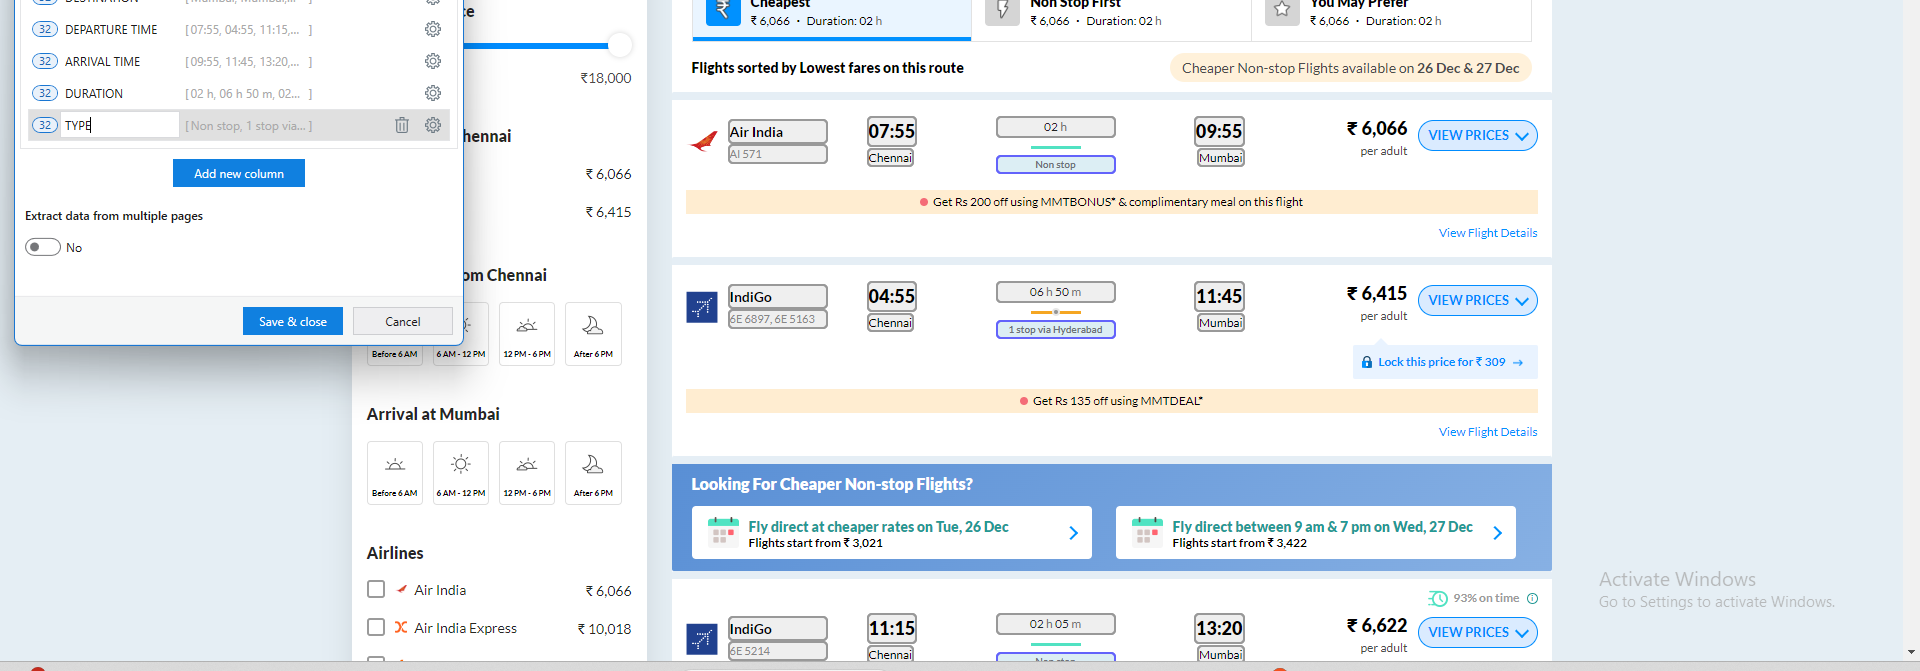 32 DEPARTURE TIME [07:55, 04:55, 11:15,... ]
32 ARRIVAL TIME [09:55, 11:45, 13:20,... ]
32 DURATION [02 h, 06 h 50 m, 02... ]
32 TYPE [Non stop, 1 stop via... ]
Add new column
Extract data from multiple pages
No
Save & close Cancel
₹18,000
hennai
₹ 6,066
₹ 6,415
om Chennai
Before 6 AM 6 AM - 12 PM 12 PM - 6 PM After 6 PM
Arrival at Mumbai
Before 6 AM 6 AM - 12 PM 12 PM - 6 PM After 6 PM
Airlines
Air India ₹ 6,066
Air India Express ₹ 10,018
Cheapest
₹ 6,066 · Duration: 02 h
Non Stop First
₹ 6,066 · Duration: 02 h
You May Prefer
₹ 6,066 · Duration: 02 h
Flights sorted by Lowest fares on this route
Cheaper Non-stop Flights available on 26 Dec & 27 Dec
Air India 07:55 02 h 09:55 ₹ 6,066 VIEW PRICES
AI 571 Chennai Non stop Mumbai per adult
Get Rs 200 off using MMTBONUS* & complimentary meal on this flight
View Flight Details
IndiGo 04:55 06 h 50 m 11:45 ₹ 6,415 VIEW PRICES
6E 6897, 6E 5163 Chennai 1 stop via Hyderabad Mumbai per adult
Lock this price for ₹ 309 →
Get Rs 135 off using MMTDEAL*
View Flight Details
Looking For Cheaper Non-stop Flights?
Fly direct at cheaper rates on Tue, 26 Dec
Flights start from ₹ 3,021
Fly direct between 9 am & 7 pm on Wed, 27 Dec
Flights start from ₹ 3,422
93% on time
IndiGo 11:15 02 h 05 m 13:20 ₹ 6,622 VIEW PRICES
6E 5214 Chennai Non stop Mumbai per adult
Activate Windows
Go to Settings to activate Windows.